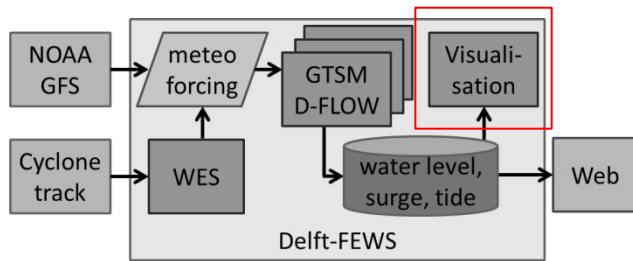 NOAA
GFS
meteo
forcing
GTSM
D-FLOW
Visuali-
sation
Cyclone
track
WES
water level,
surge, tide
Web
Delft-FEWS